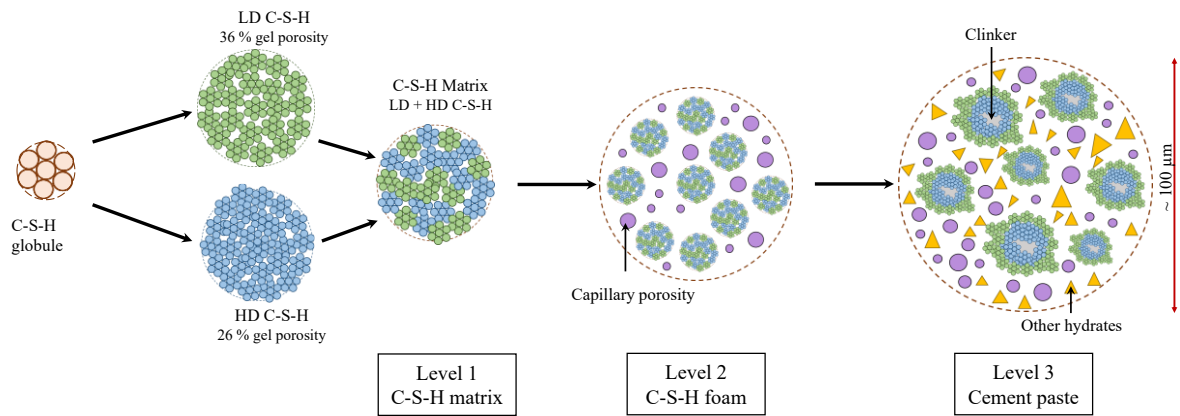 LD C-S-H
36 % gel porosity
C-S-H
globule
HD C-S-H
26 % gel porosity
C-S-H Matrix
LD + HD C-S-H
Capillary porosity
Clinker
Other hydrates
~ 100 μm
Level 1
C-S-H matrix
Level 2
C-S-H foam
Level 3
Cement paste